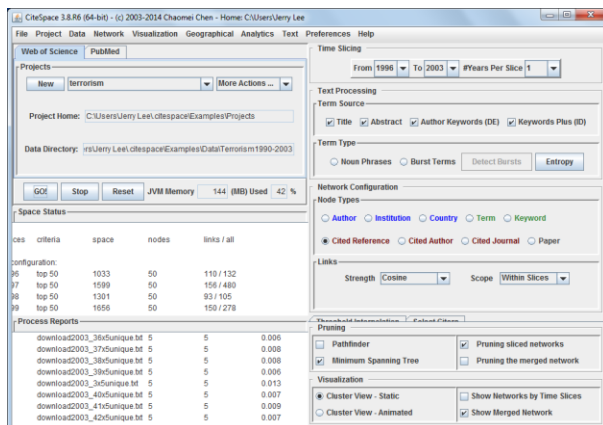 CiteSpace 3.8.R6 (64-bit) - (c) 2003-2014 Chaomei Chen - Home: C:\Users\Jerry Lee
File Project Data Network Visualization Geographical Analytics Text Preferences Help
Web of Science PubMed
Projects
New terrorism More Actions ...
Project Home: C:\Users\Jerry Lee\.citespace\Examples\Projects
Data Directory: ers\Jerry Lee\.citespace\Examples\Data\Terrorism1990-2003
GO! Stop Reset JVM Memory 144 (MB) Used 42 %
Space Status
ces criteria space nodes links / all
configuration:
96 top 50 1033 50 110 / 132
97 top 50 1599 50 156 / 480
98 top 50 1301 50 93 / 105
99 top 50 1656 50 150 / 278
Process Reports
download2003_36x5unique.txt 5 5 0.006
download2003_37x5unique.txt 5 5 0.008
download2003_38x5unique.txt 5 5 0.008
download2003_39x5unique.txt 5 5 0.006
download2003_3x5unique.txt 5 5 0.013
download2003_40x5unique.txt 5 5 0.007
download2003_41x5unique.txt 5 5 0.009
download2003_42x5unique.txt 5 5 0.007
Time Slicing
From 1996 To 2003 #Years Per Slice 1
Text Processing
Term Source
Title Abstract Author Keywords (DE) Keywords Plus (ID)
Term Type
Noun Phrases Burst Terms Detect Bursts Entropy
Network Configuration
Node Types
Author Institution Country Term Keyword
Cited Reference Cited Author Cited Journal Paper
Links
Strength Cosine Scope Within Slices
Threshold Interpolation Select Citers
Pruning
Pathfinder Pruning sliced networks
Minimum Spanning Tree Pruning the merged network
Visualization
Cluster View - Static Show Networks by Time Slices
Cluster View - Animated Show Merged Network